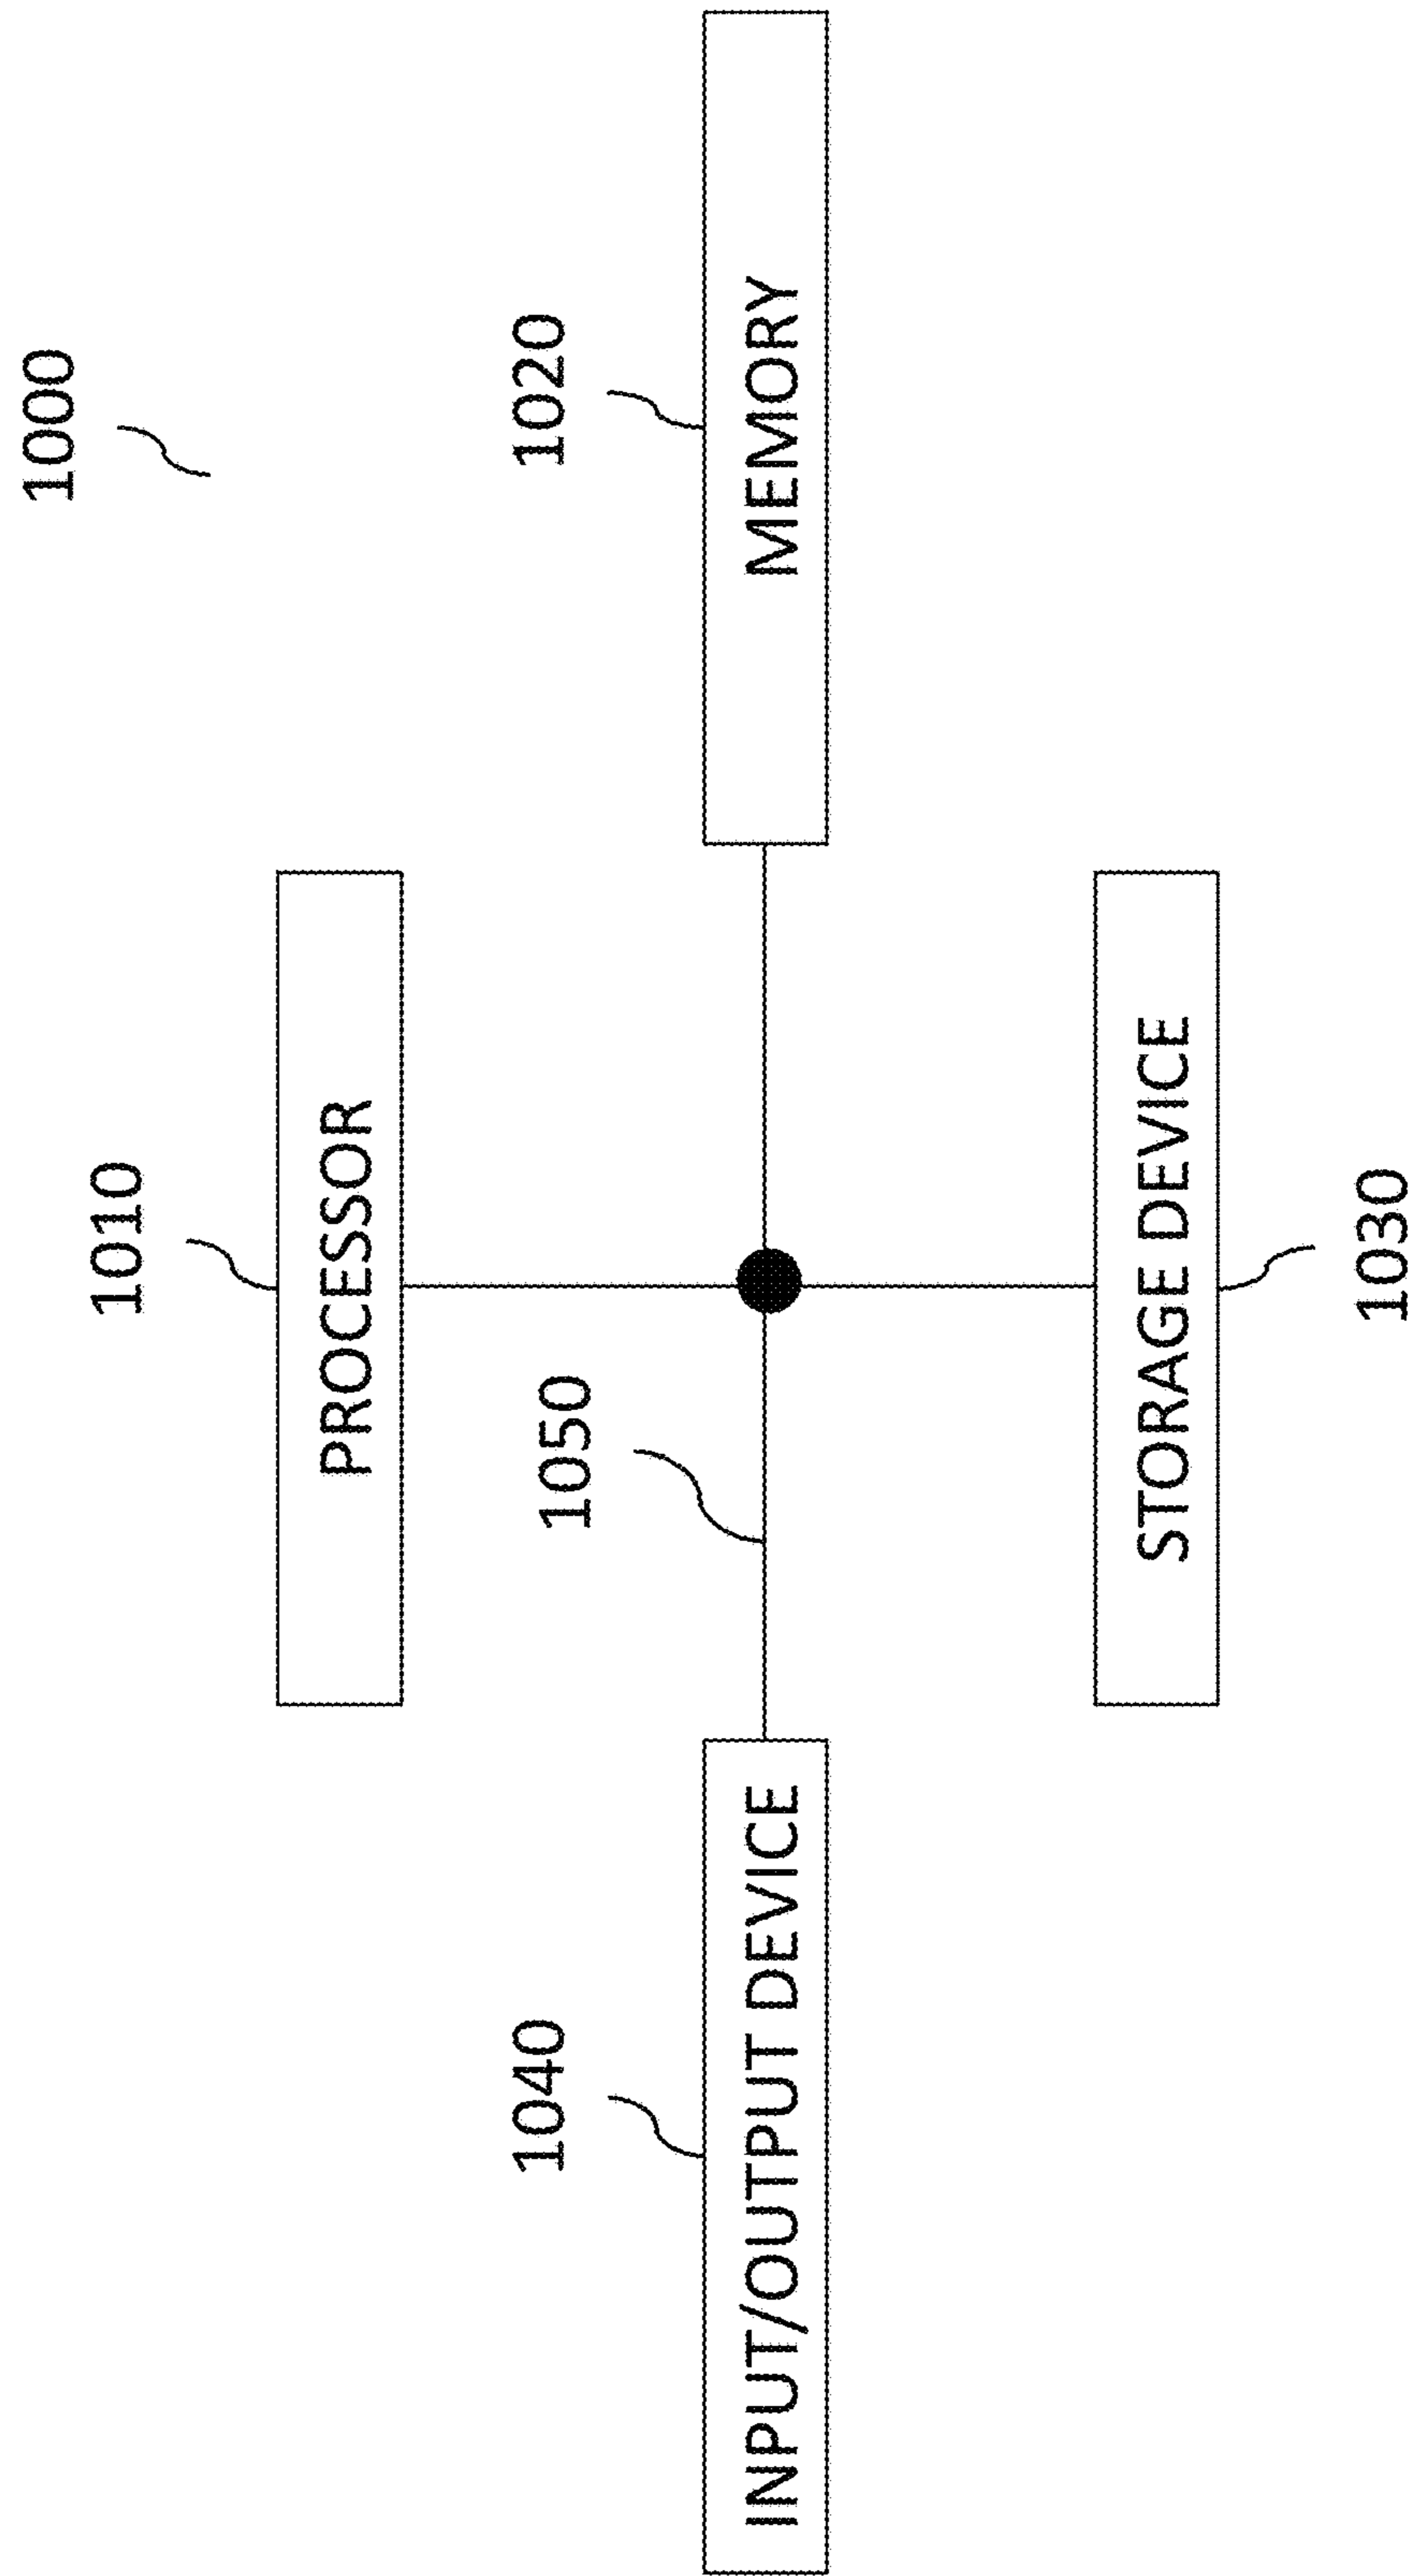 1000
1010
PROCESSOR
1020
1050
1040
INPUT/OUTPUT DEVICE
MEMORY
STORAGE DEVICE
1030